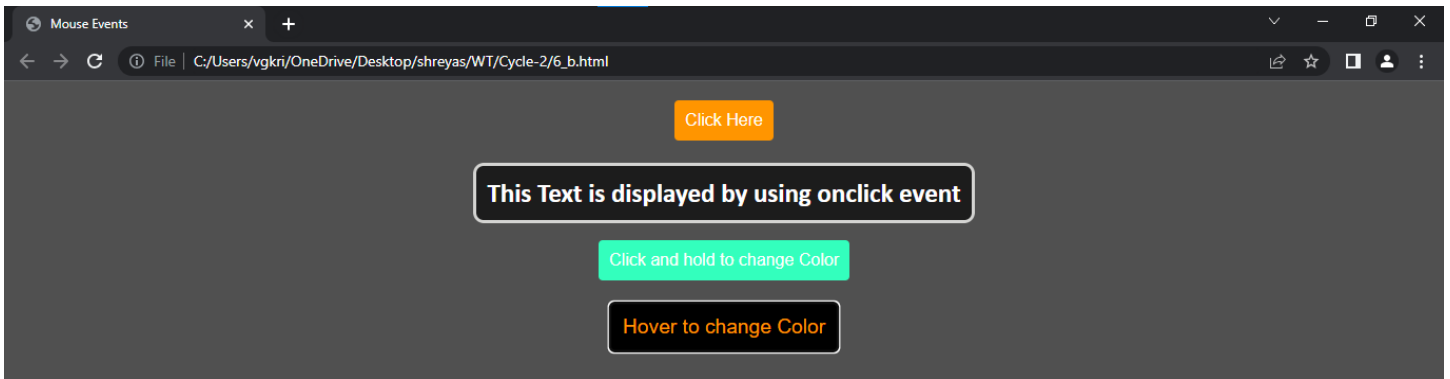 Mouse Events
File C:/Users/vgkri/OneDrive/Desktop/shreyas/WT/Cycle-2/6_b.html
Click Here
This Text is displayed by using onclick event
Click and hold to change Color
Hover to change Color